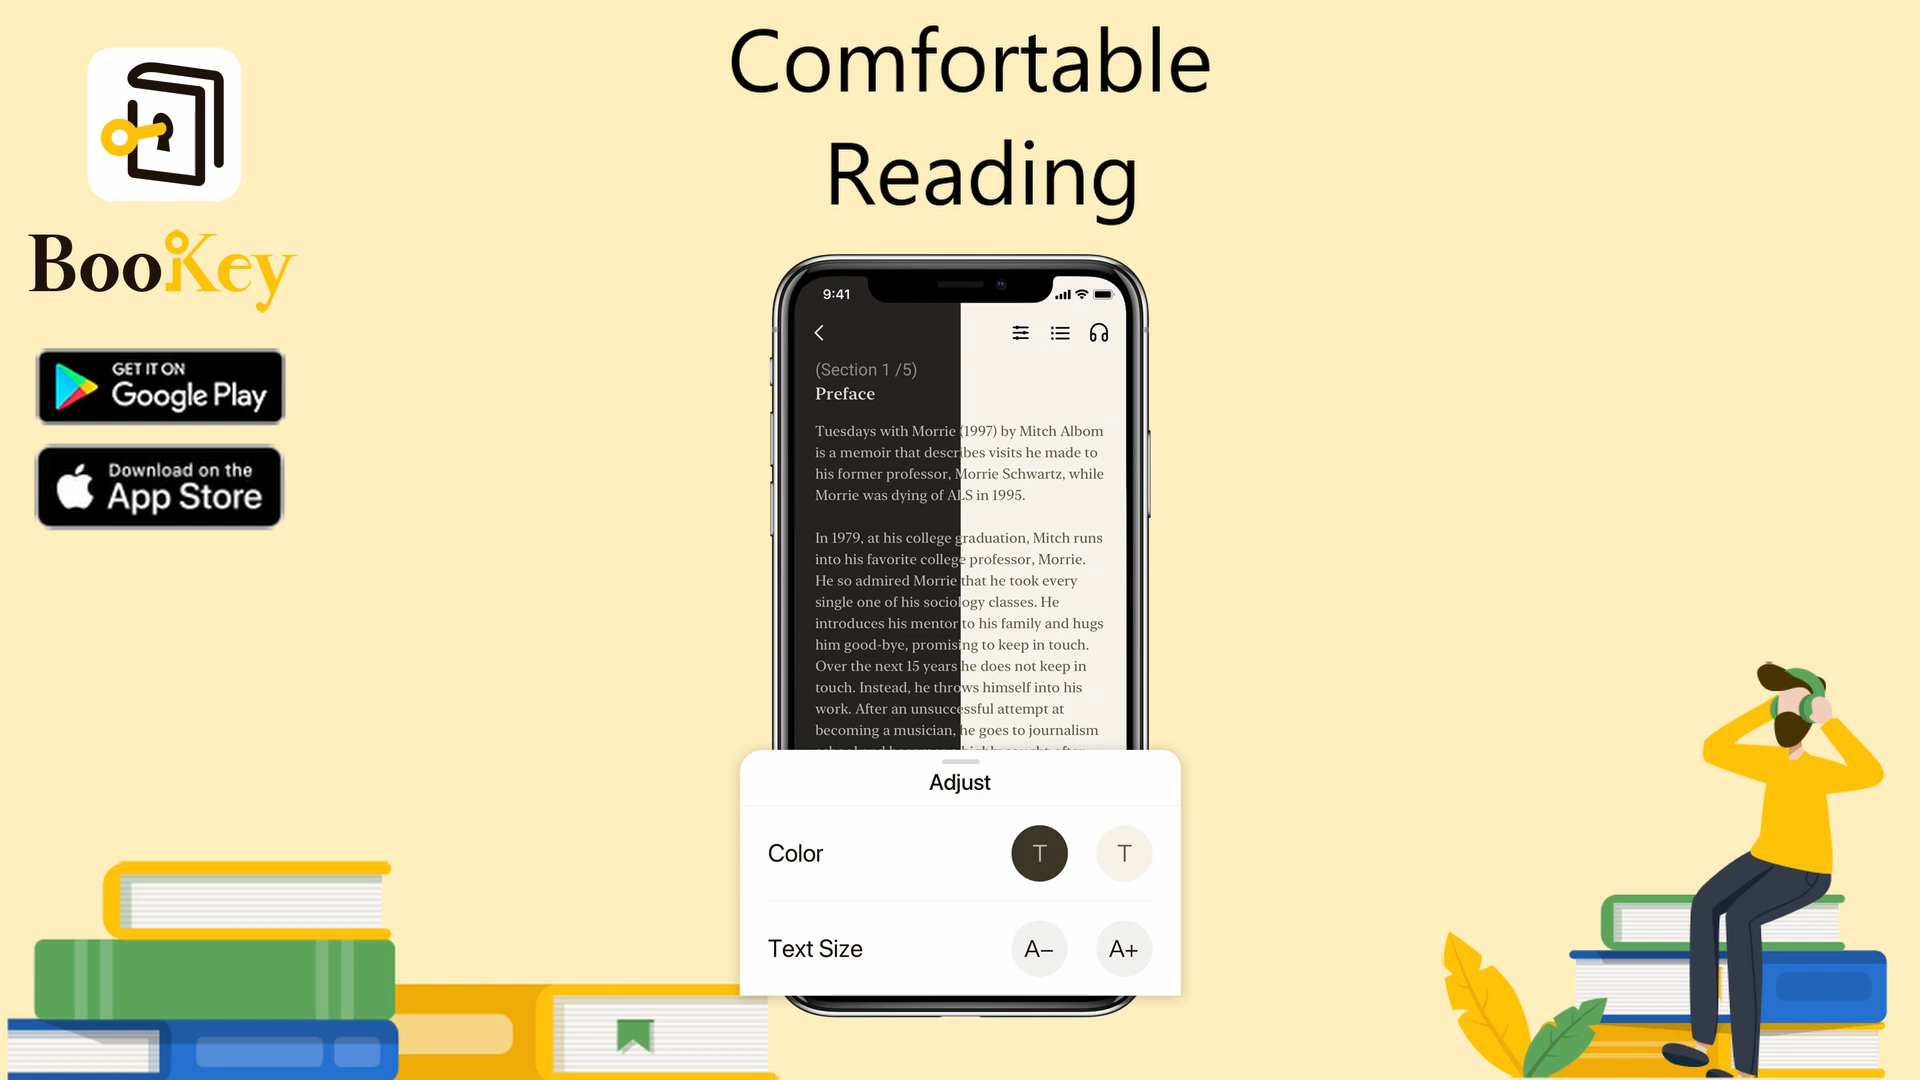 Comfortable
Reading
BooKey
GET IT ON
Google Play
Download on the
App Store
9:41
(Section 1 /5)
Preface
Tuesdays with Morrie (1997) by Mitch Albom
is a memoir that describes visits he made to
his former professor, Morrie Schwartz, while
Morrie was dying of ALS in 1995.
In 1979, at his college graduation, Mitch runs
into his favorite college professor, Morrie.
He so admired Morrie that he took every
single one of his sociology classes. He
introduces his mentor to his family and hugs
him good-bye, promising to keep in touch.
Over the next 15 years he does not keep in
touch. Instead, he throws himself into his
work. After an unsuccessful attempt at
becoming a musician, he goes to journalism
Adjust
Color
T
T
Text Size
A−
A+